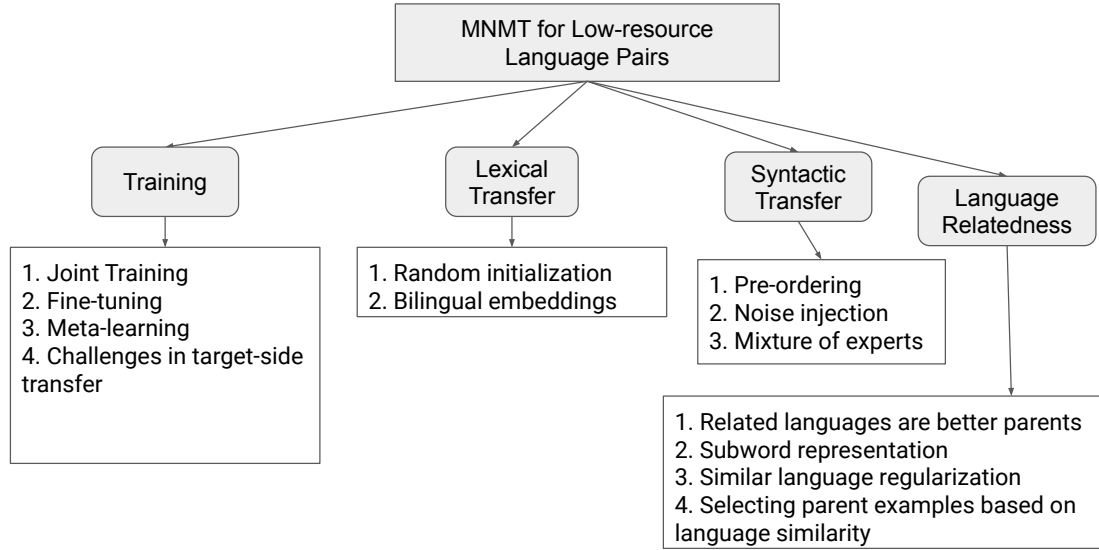 MNMT for Low-resource
Language Pairs
Training
Lexical
Transfer
Syntactic
Transfer
Language
Relatedness
1. Joint Training
2. Fine-tuning
3. Meta-learning
4. Challenges in target-side
transfer
1. Random initialization
2. Bilingual embeddings
1. Pre-ordering
2. Noise injection
3. Mixture of experts
1. Related languages are better parents
2. Subword representation
3. Similar language regularization
4. Selecting parent examples based on
language similarity